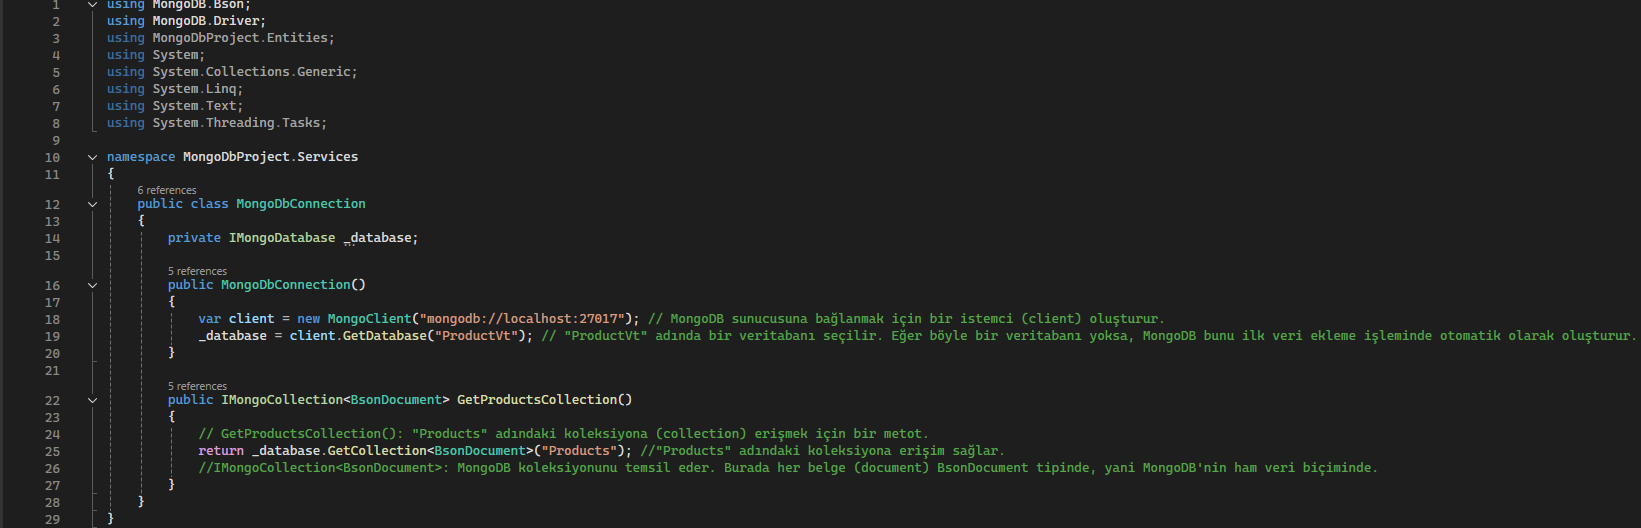 1 using MongoDB.Bson;
2 using MongoDB.Driver;
3 using MongoDbProject.Entities;
4 using System;
5 using System.Collections.Generic;
6 using System.Linq;
7 using System.Text;
8 using System.Threading.Tasks;
9
10 namespace MongoDbProject.Services
11 {
6 references
12 public class MongoDbConnection
13 {
14 private IMongoDatabase _database;
15
5 references
16 public MongoDbConnection()
17 {
18 var client = new MongoClient("mongodb://localhost:27017"); // MongoDB sunucusuna bağlanmak için bir istemci (client) oluşturur.
19 _database = client.GetDatabase("ProductVt"); // "ProductVt" adında bir veritabanı seçilir. Eğer böyle bir veritabanı yoksa, MongoDB bunu ilk veri ekleme işleminde otomatik olarak oluşturur.
20 }
21
5 references
22 public IMongoCollection<BsonDocument> GetProductsCollection()
23 {
24 // GetProductsCollection(): "Products" adındaki koleksiyona (collection) erişmek için bir metot.
25 return _database.GetCollection<BsonDocument>("Products"); //"Products" adındaki koleksiyona erişim sağlar.
26 //IMongoCollection<BsonDocument>: MongoDB koleksiyonunu temsil eder. Burada her belge (document) BsonDocument tipinde, yani MongoDB'nin ham veri biçiminde.
27 }
28 }
29 }